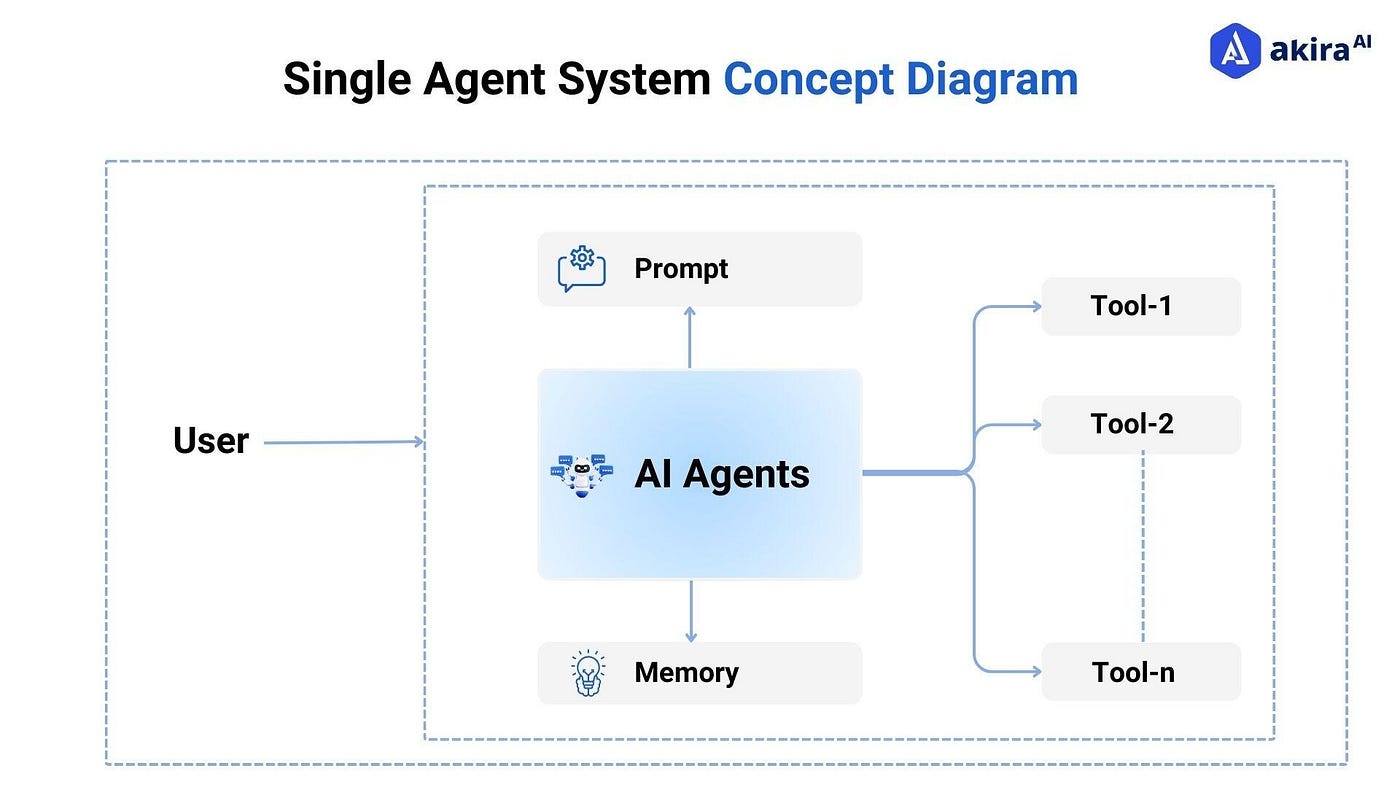 akira AI
Single Agent System Concept Diagram
Prompt
Tool-1
Tool-2
User
AI Agents
Memory
Tool-n